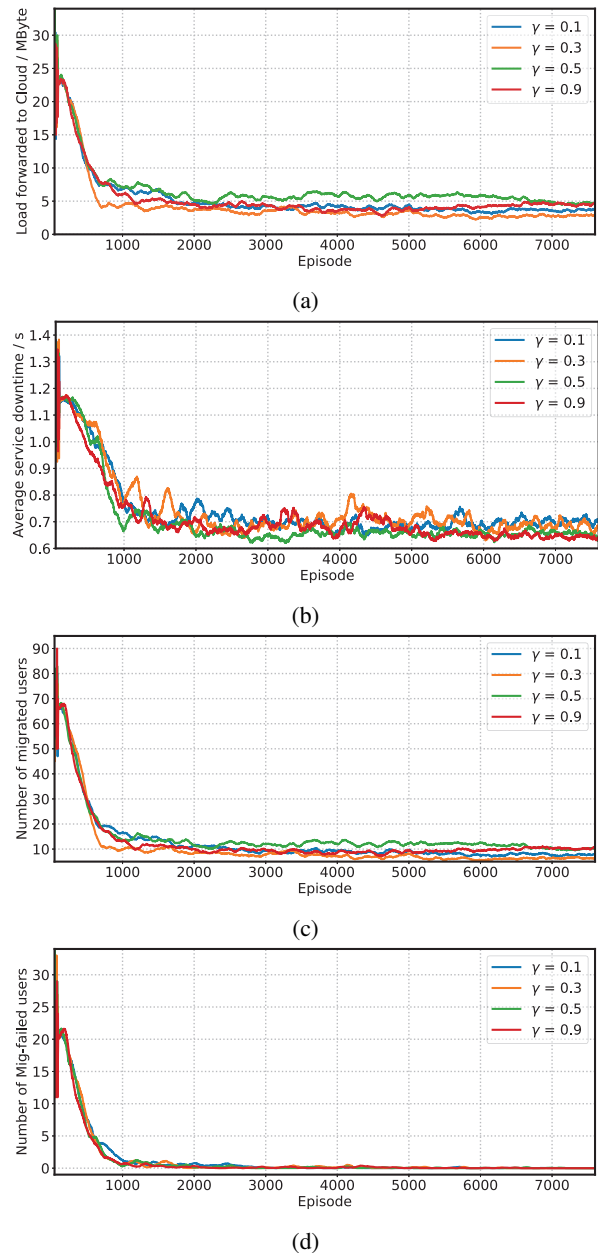 Load forwarded to Cloud / MByte
30
25
20
15
10
5
0
γ = 0.1
γ = 0.3
γ = 0.5
γ = 0.9
1000 2000 3000 4000 5000 6000 7000
Episode
(a)
Average service downtime / s
1.4
1.3
1.2
1.1
1.0
0.9
0.8
0.7
0.6
γ = 0.1
γ = 0.3
γ = 0.5
γ = 0.9
1000 2000 3000 4000 5000 6000 7000
Episode
(b)
Number of migrated users
90
80
70
60
50
40
30
20
10
γ = 0.1
γ = 0.3
γ = 0.5
γ = 0.9
1000 2000 3000 4000 5000 6000 7000
Episode
(c)
Number of Mig-failed users
30
25
20
15
10
5
0
γ = 0.1
γ = 0.3
γ = 0.5
γ = 0.9
1000 2000 3000 4000 5000 6000 7000
Episode
(d)